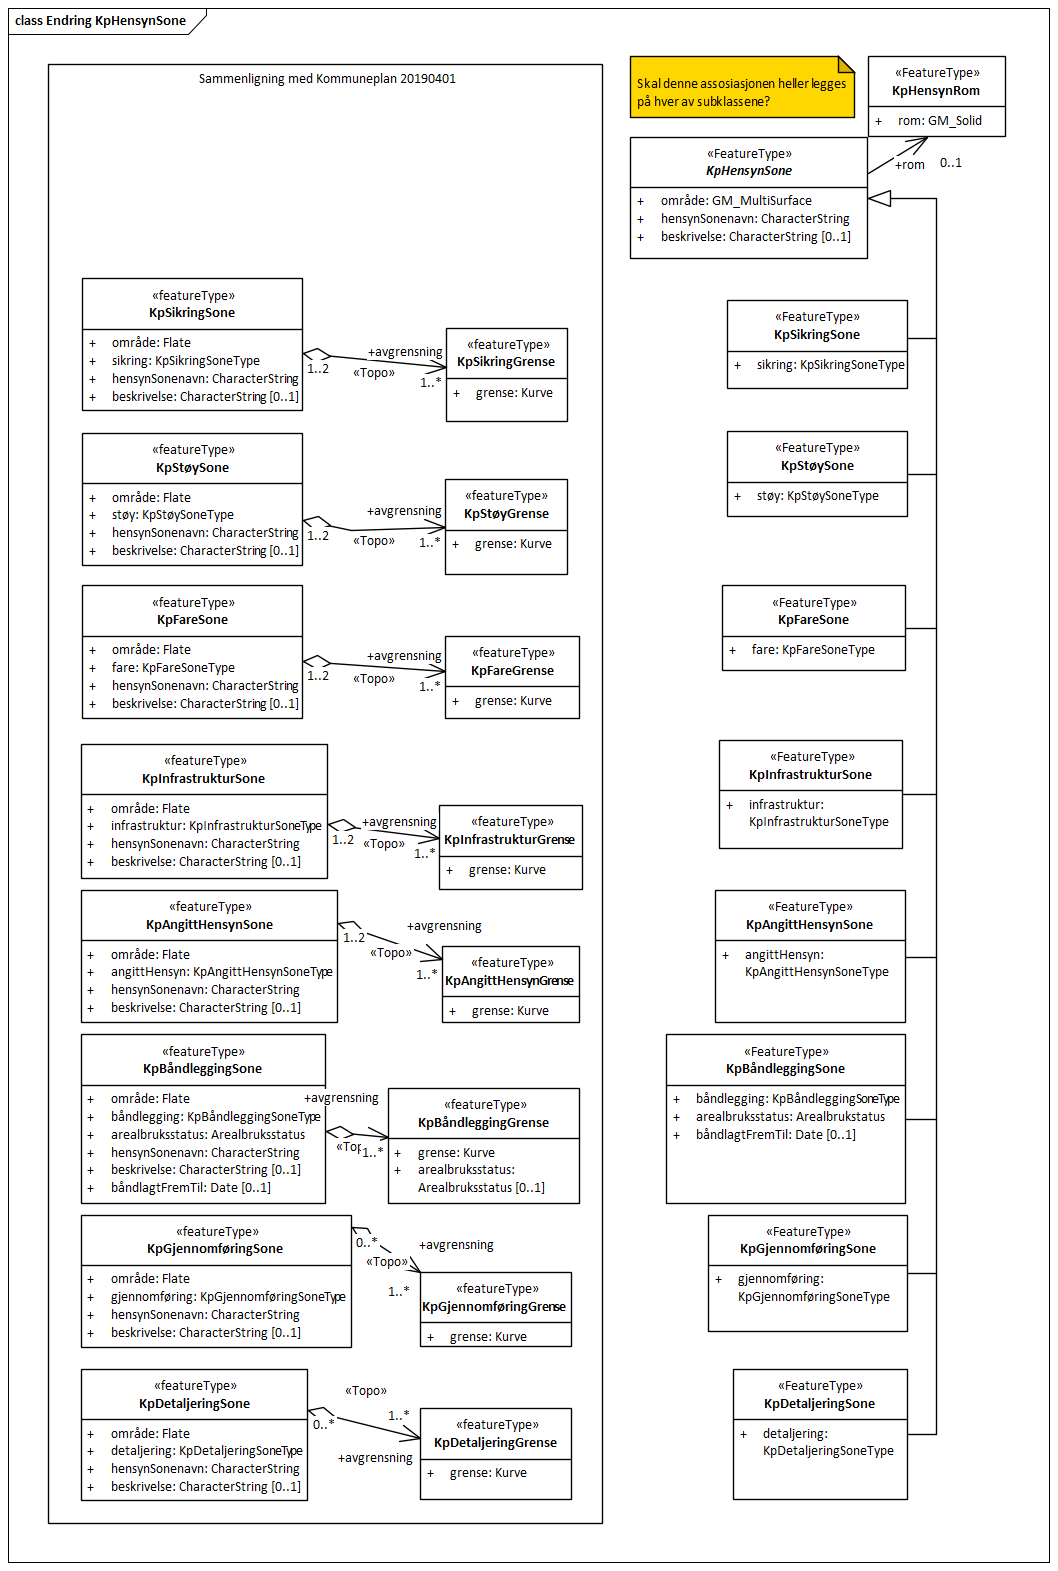 class Endring KpHensynSone
Sammenligning med Kommuneplan 20190401
«featureType»
KpSikringSone
+ område: Flate
+ sikring: KpSikringSoneType
+ hensynSonenavn: CharacterString
+ beskrivelse: CharacterString [0..1]
1..2
+avgrensning
«Topo»
1..*
«featureType»
KpSikringGrense
+ grense: Kurve
«featureType»
KpStøySone
+ område: Flate
+ støy: KpStøySoneType
+ hensynSonenavn: CharacterString
+ beskrivelse: CharacterString [0..1]
1..2
+avgrensning
«Topo»
1..*
«featureType»
KpStøyGrense
+ grense: Kurve
«featureType»
KpFareSone
+ område: Flate
+ fare: KpFareSoneType
+ hensynSonenavn: CharacterString
+ beskrivelse: CharacterString [0..1]
1..2
+avgrensning
«Topo»
1..*
«featureType»
KpFareGrense
+ grense: Kurve
«featureType»
KpInfrastrukturSone
+ område: Flate
+ infrastruktur: KpInfrastrukturSoneType
+ hensynSonenavn: CharacterString
+ beskrivelse: CharacterString [0..1]
1..2
+avgrensning
«Topo»
1..*
«featureType»
KpInfrastrukturGrense
+ grense: Kurve
«featureType»
KpAngittHensynSone
+ område: Flate
+ angittHensyn: KpAngittHensynSoneType
+ hensynSonenavn: CharacterString
+ beskrivelse: CharacterString [0..1]
1..2
+avgrensning
«Topo»
1..*
«featureType»
KpAngittHensynGrense
+ grense: Kurve
«featureType»
KpBåndleggingSone
+ område: Flate
+ båndlegging: KpBåndleggingSoneType
+ arealbruksstatus: Arealbruksstatus
+ hensynSonenavn: CharacterString
+ beskrivelse: CharacterString [0..1]
+ båndlagtFremTil: Date [0..1]
+avgrensning
«Top
1..*
«featureType»
KpBåndleggingGrense
+ grense: Kurve
+ arealbruksstatus:
Arealbruksstatus [0..1]
«featureType»
KpGjennomføringSone
+ område: Flate
+ gjennomføring: KpGjennomføringSoneType
+ hensynSonenavn: CharacterString
+ beskrivelse: CharacterString [0..1]
0..*
+avgrensning
«Topo»
1..*
«featureType»
KpGjennomføringGrense
+ grense: Kurve
«featureType»
KpDetaljeringSone
+ område: Flate
+ detaljering: KpDetaljeringSoneType
+ hensynSonenavn: CharacterString
+ beskrivelse: CharacterString [0..1]
«Topo»
0..*
1..*
+avgrensning
«featureType»
KpDetaljeringGrense
+ grense: Kurve
Skal denne assosiasjonen heller legges
på hver av subklassene?
«FeatureType»
KpHensynRom
+ rom: GM_Solid
+rom
0..1
«FeatureType»
KpHensynSone
+ område: GM_MultiSurface
+ hensynSonenavn: CharacterString
+ beskrivelse: CharacterString [0..1]
«FeatureType»
KpSikringSone
+ sikring: KpSikringSoneType
«FeatureType»
KpStøySone
+ støy: KpStøySoneType
«FeatureType»
KpFareSone
+ fare: KpFareSoneType
«FeatureType»
KpInfrastrukturSone
+ infrastruktur:
KpInfrastrukturSoneType
«FeatureType»
KpAngittHensynSone
+ angittHensyn:
KpAngittHensynSoneType
«FeatureType»
KpBåndleggingSone
+ båndlegging: KpBåndleggingSoneType
+ arealbruksstatus: Arealbrukstatus
+ båndlagtFremTil: Date [0..1]
«FeatureType»
KpGjennomføringSone
+ gjennomføring:
KpGjennomføringSoneType
«FeatureType»
KpDetaljeringSone
+ detaljering:
KpDetaljeringSoneType